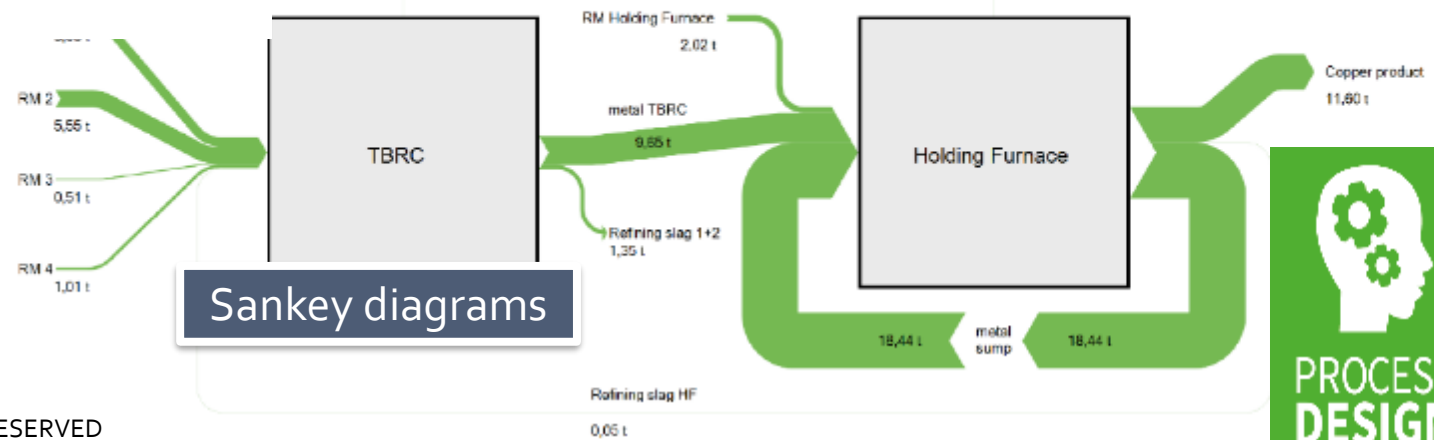 RM Holding Furnace
2,02 t
RM 2
5,55 t
RM 3
0,51 t
RM 4
1,01 t
TBRC
metal TBRC
9,65 t
Refining slag 1+2
1,35 t
Holding Furnace
Copper product
11,60 t
18,44 t
metal
sump
18,44 t
Sankey diagrams
Refining slag HF
0,05 t
ESERVED
PROCES
DESIGN